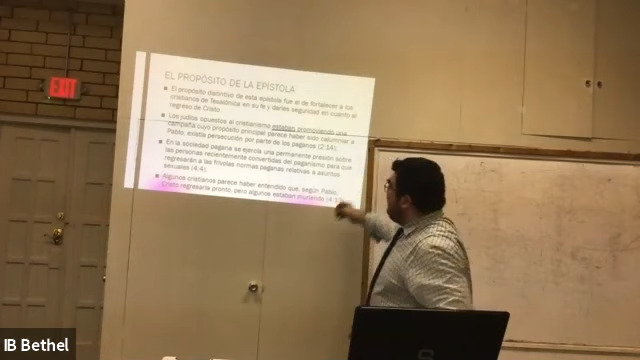 EXIT
EL PROPÓSITO DE LA EPÍSTOLA
El propósito distintivo de esta epístola fue el de fortalecer a los
cristianos de Tesalónica en su fe y darles seguridad en cuanto al
regreso de Cristo.
Los judíos opuestos al cristianismo estaban promoviendo una
campaña cuyo propósito principal parece haber sido calumniar a
Pablo; existía persecución por parte de los paganos (2:14).
En la sociedad pagana se ejercía una permanente presión sobre
las personas recientemente convertidas del paganismo para que
regresarán a las frívolas normas paganas relativas a asuntos
sexuales (4:4).
Algunos cristianos parece haber entendido que, según Pablo,
Cristo regresaría pronto, pero algunos estaban muriendo
IB Bethel